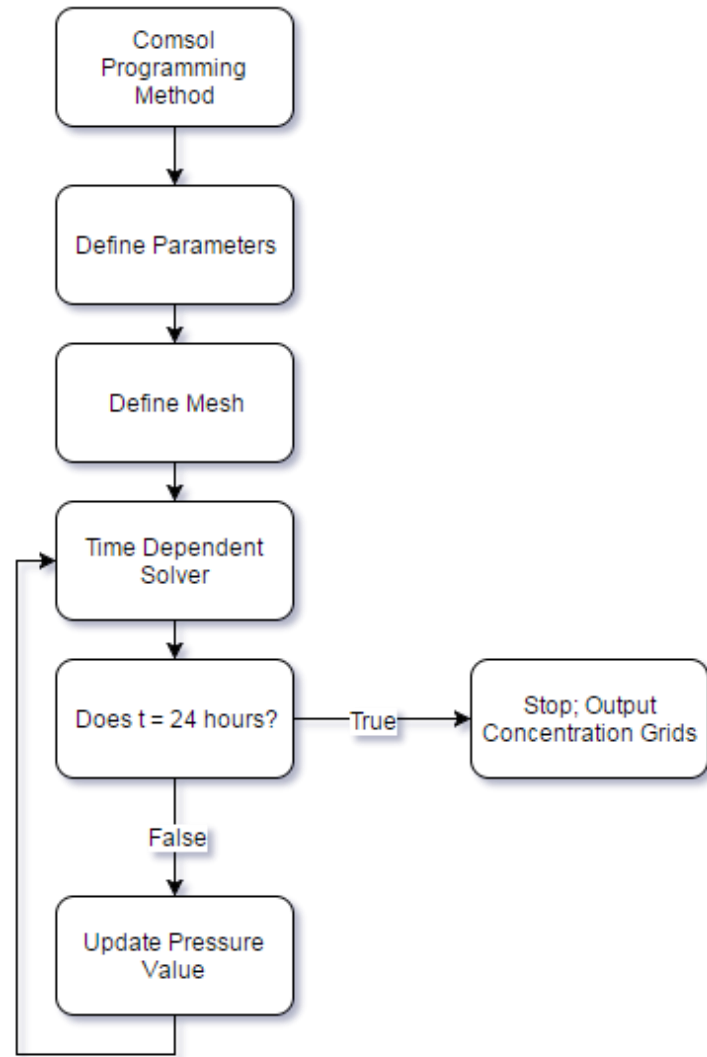 Comsol
Programming
Method
Define Parameters
Define Mesh
Time Dependent
Solver
Does t = 24 hours?
True
Stop; Output
Concentration Grids
False
Update Pressure
Value